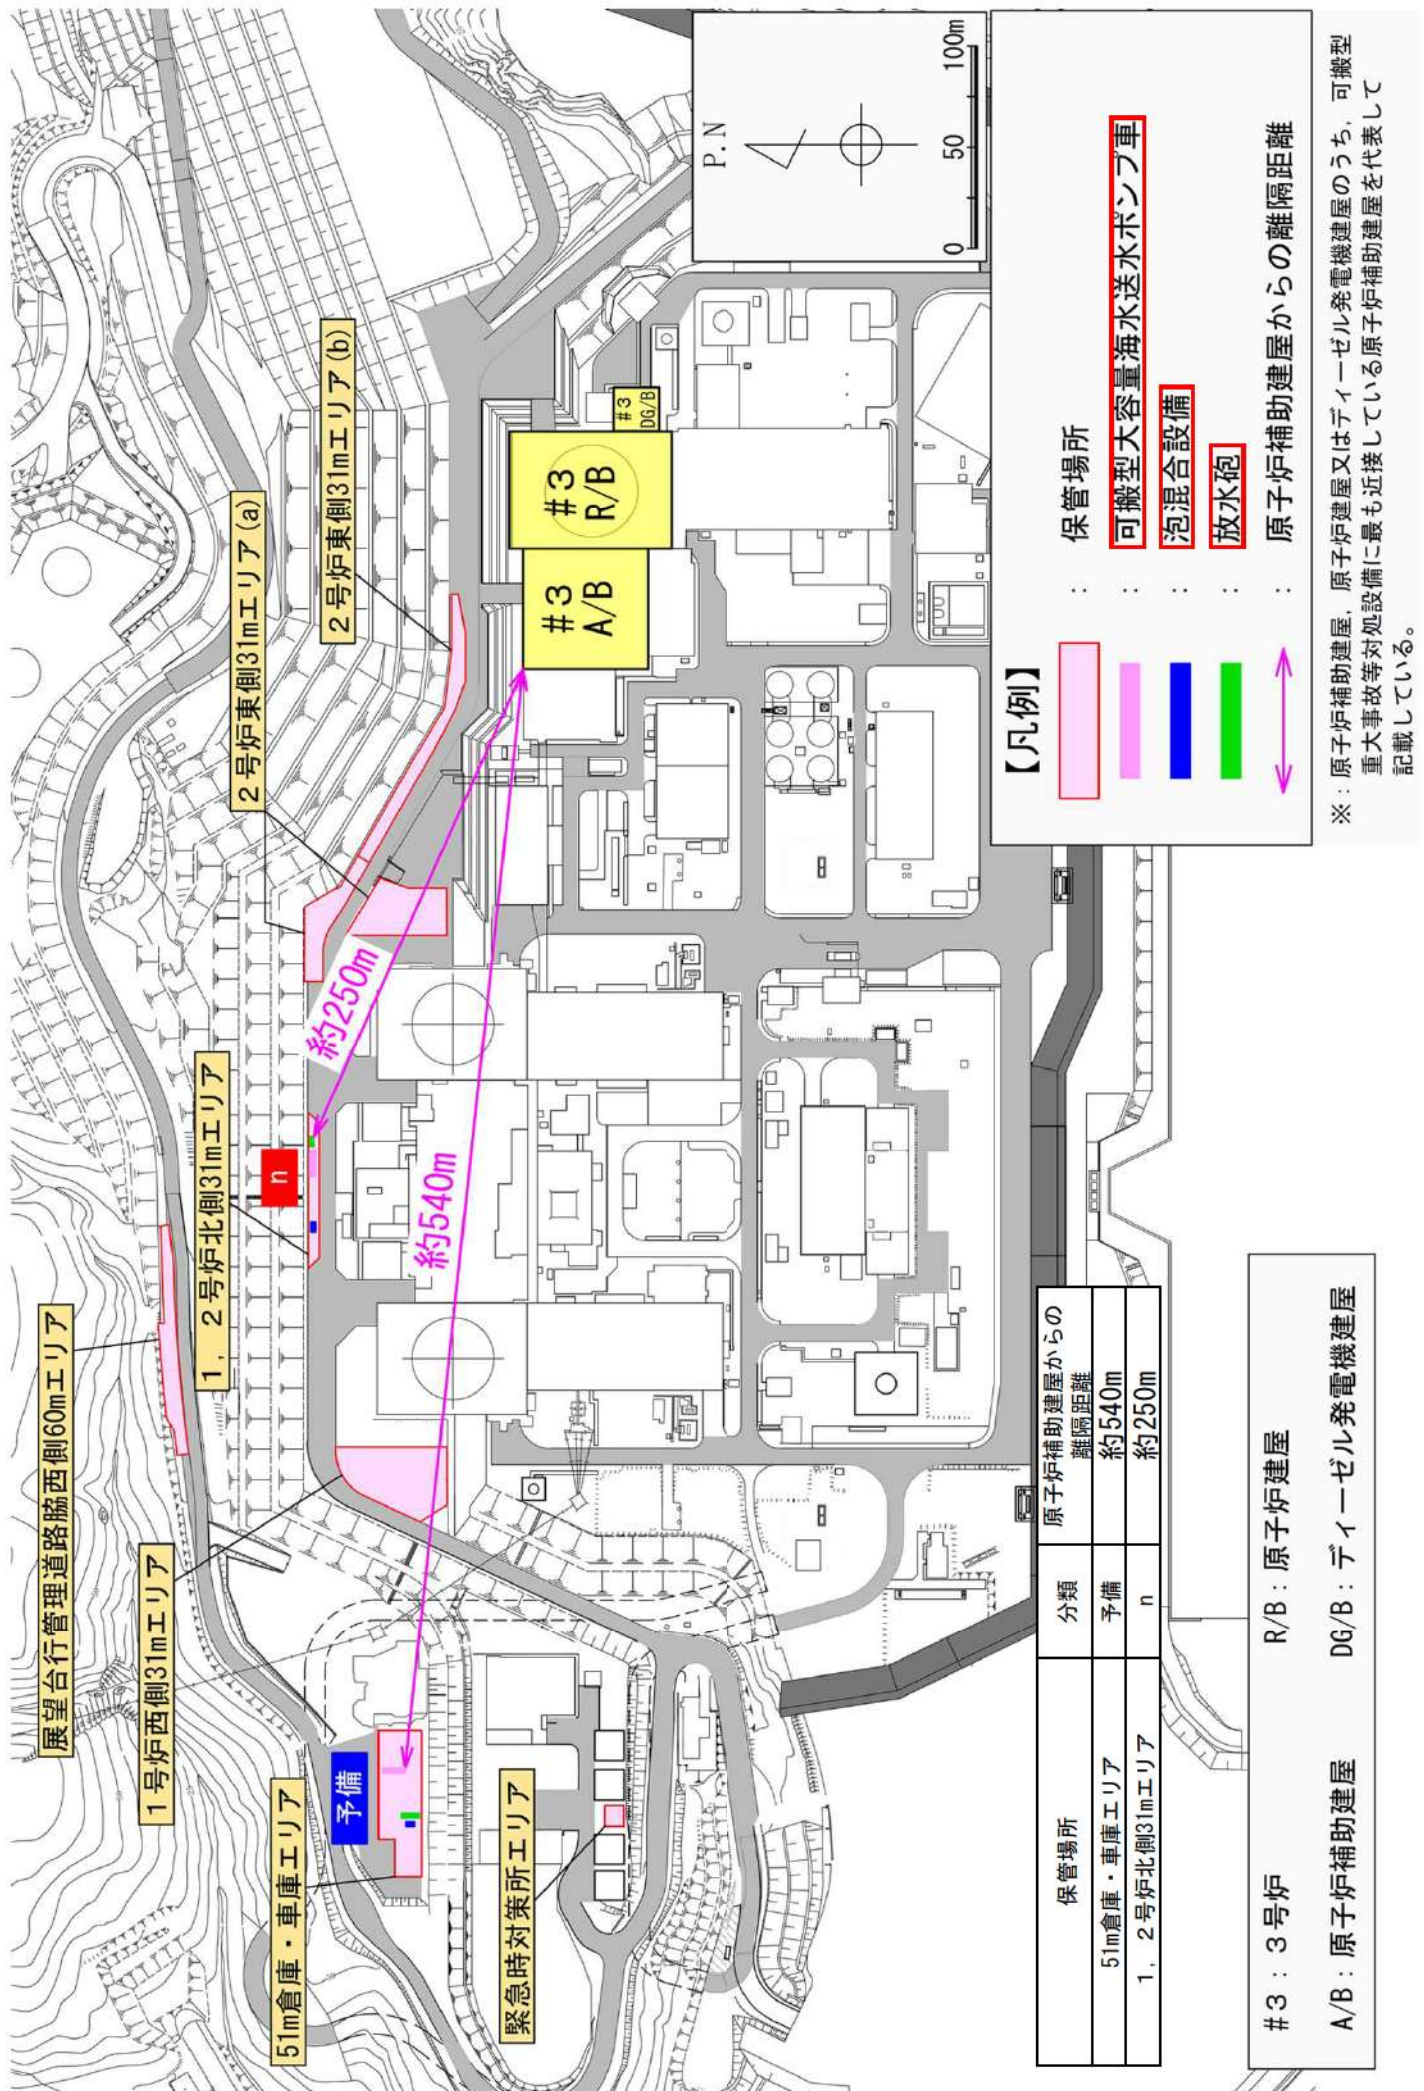 展望台行管理道路脇西側60mエリア
1号炉西側31mエリア
51m倉庫・車庫エリア
緊急時対策所エリア
1,2号炉北側31mエリア
2号炉東側31mエリア(a)
2号炉東側31mエリア(b)
予備
n
約250m
約540m
#3
A/B
#3
R/B
#3
DG/B
P.N
0 50 100m
【凡例】
: 保管場所
: 可搬型大容量海水送水ポンプ車
: 泡混合設備
: 放水砲
: 原子炉補助建屋からの離隔距離
※:原子炉補助建屋,原子炉建屋又はディーゼル発電機建屋のうち,可搬型
重大事故等対処設備に最も近接している原子炉補助建屋を代表して
記載している。
保管場所 分類 原子炉補助建屋からの
離隔距離
51m倉庫・車庫エリア 予備 約540m
1,2号炉北側31mエリア n 約250m
#3:3号炉 R/B:原子炉建屋
A/B:原子炉補助建屋 DG/B:ディーゼル発電機建屋